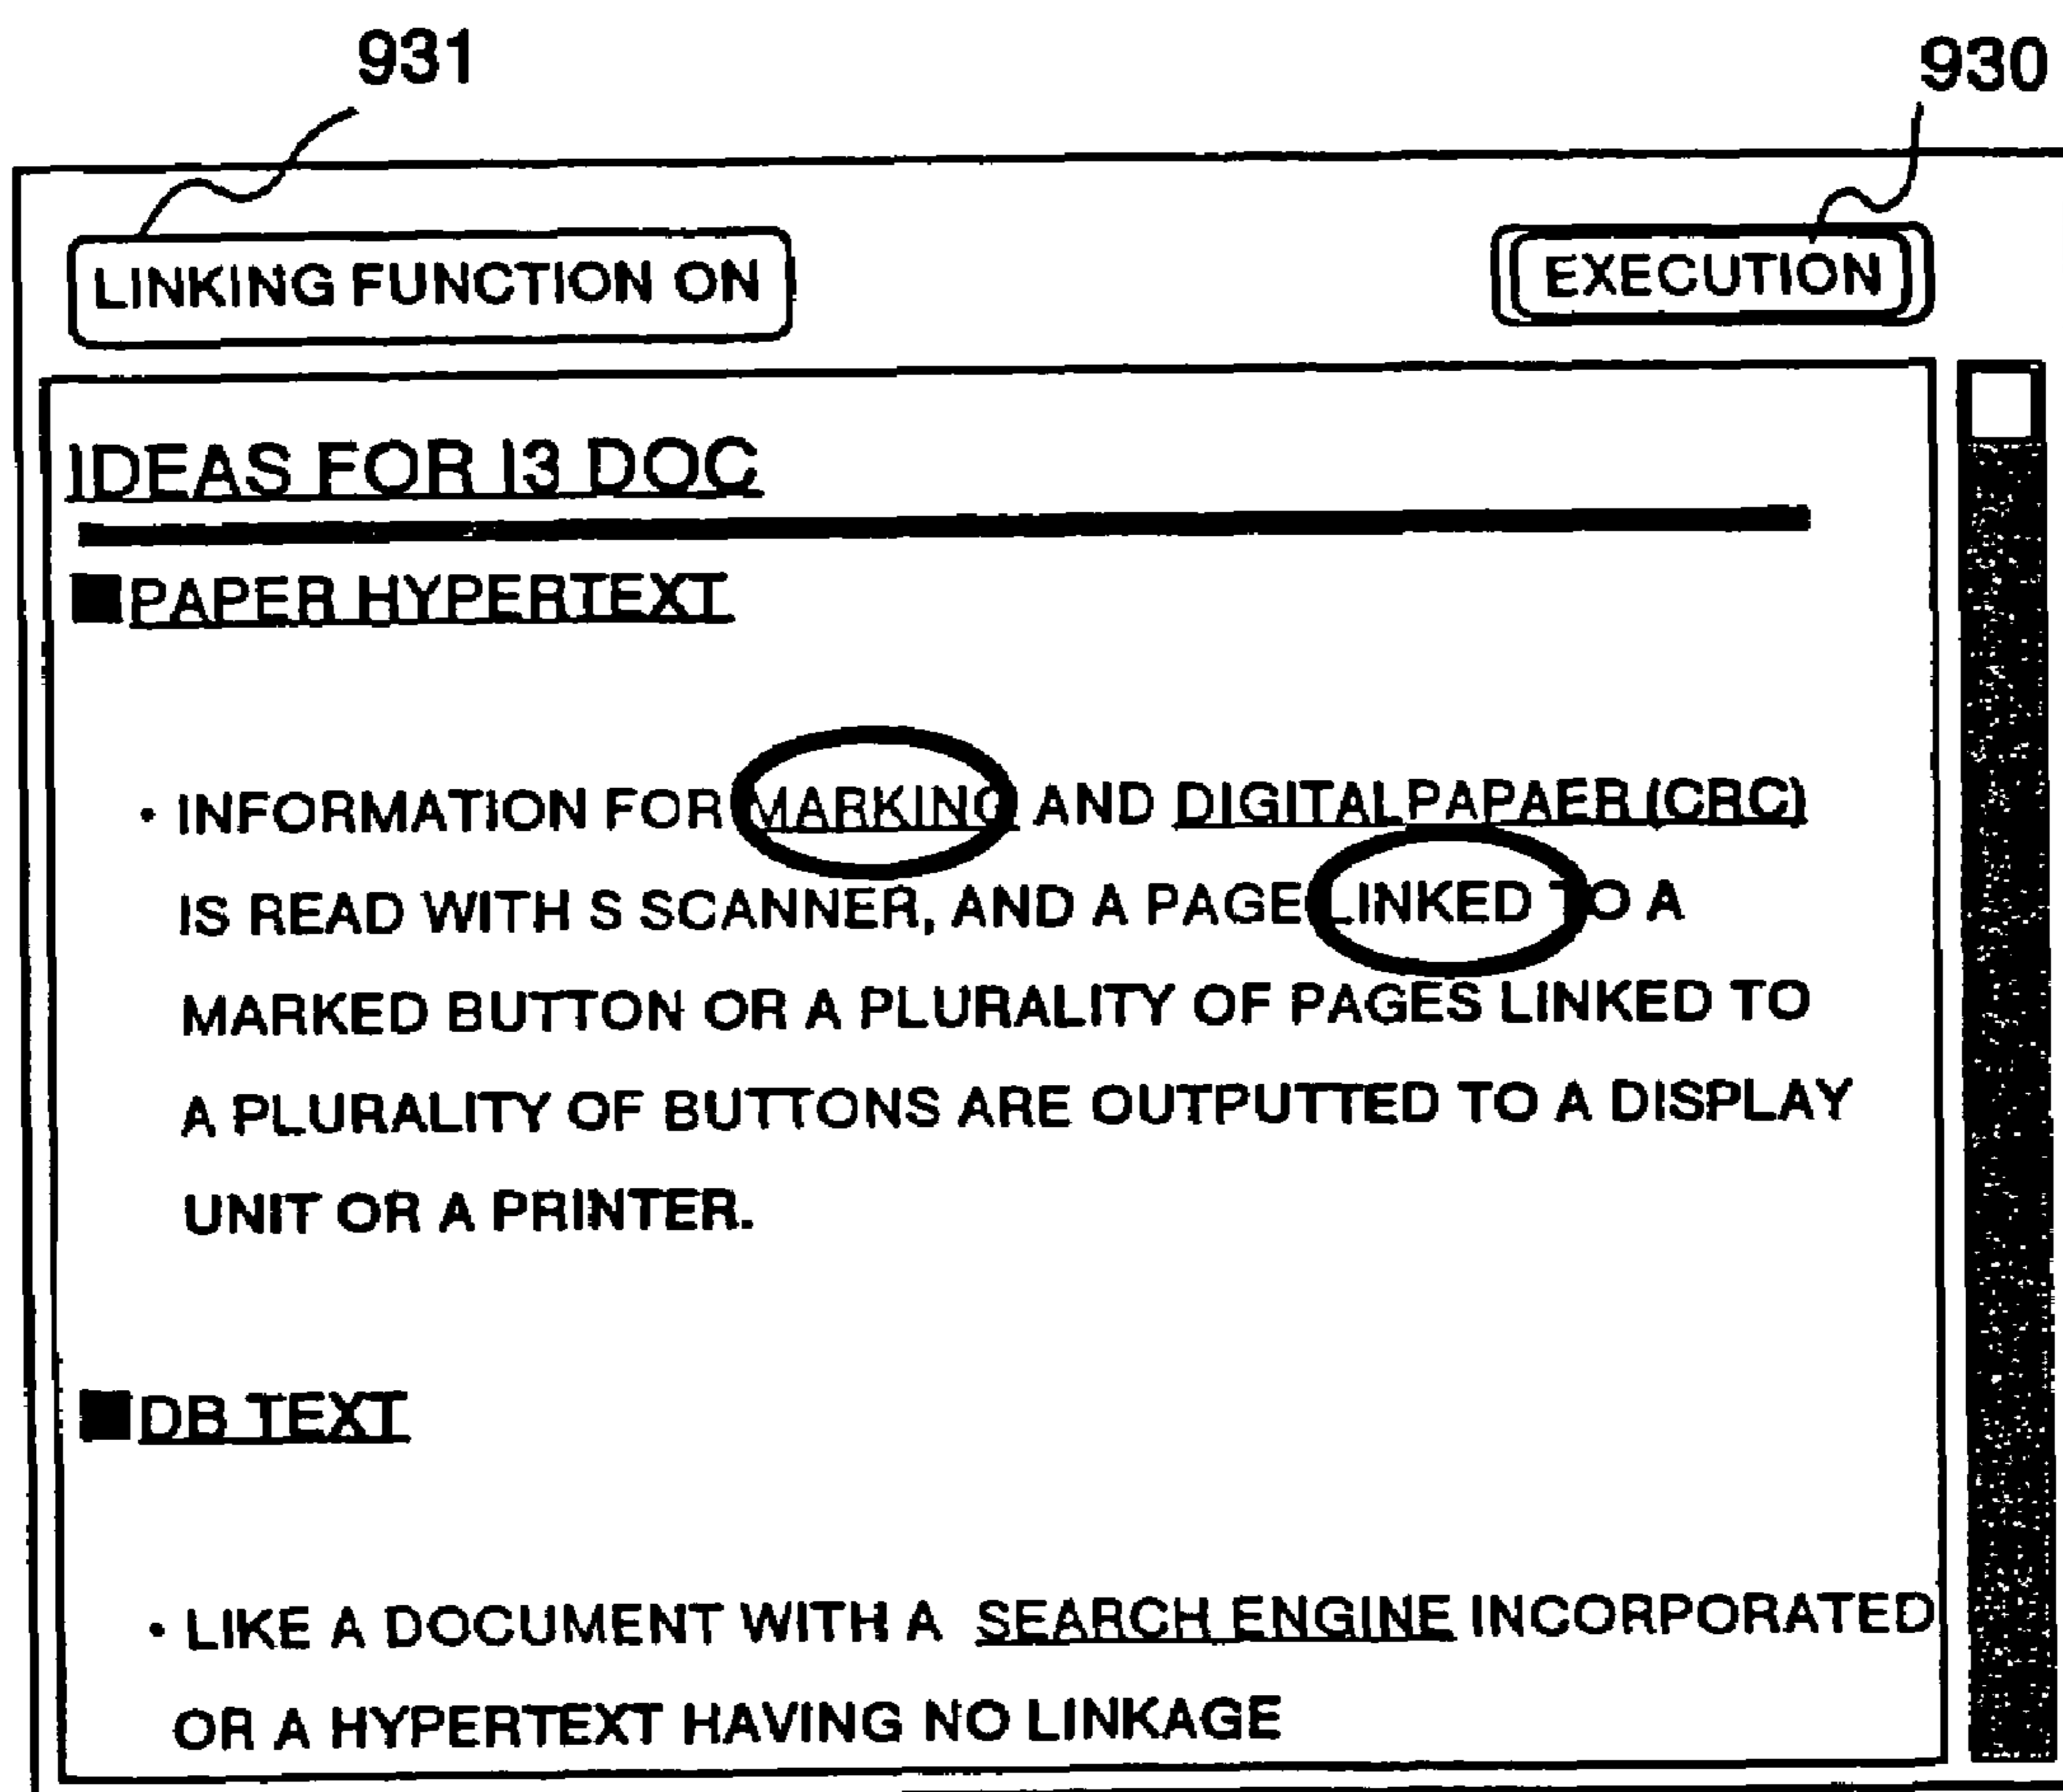 931
930
LINKING FUNCTION ON
EXECUTION
IDEAS FOR I3 DOC
■PAPER HYPERTEXT
• INFORMATION FOR MARKING AND DIGITALPAPAER (CRC)
IS READ WITH S SCANNER, AND A PAGE LINKED TO A
MARKED BUTTON OR A PLURALITY OF PAGES LINKED TO
A PLURALITY OF BUTTONS ARE OUTPUTTED TO A DISPLAY
UNIT OR A PRINTER.
■DB TEXT
• LIKE A DOCUMENT WITH A SEARCH ENGINE INCORPORATED
OR A HYPERTEXT HAVING NO LINKAGE